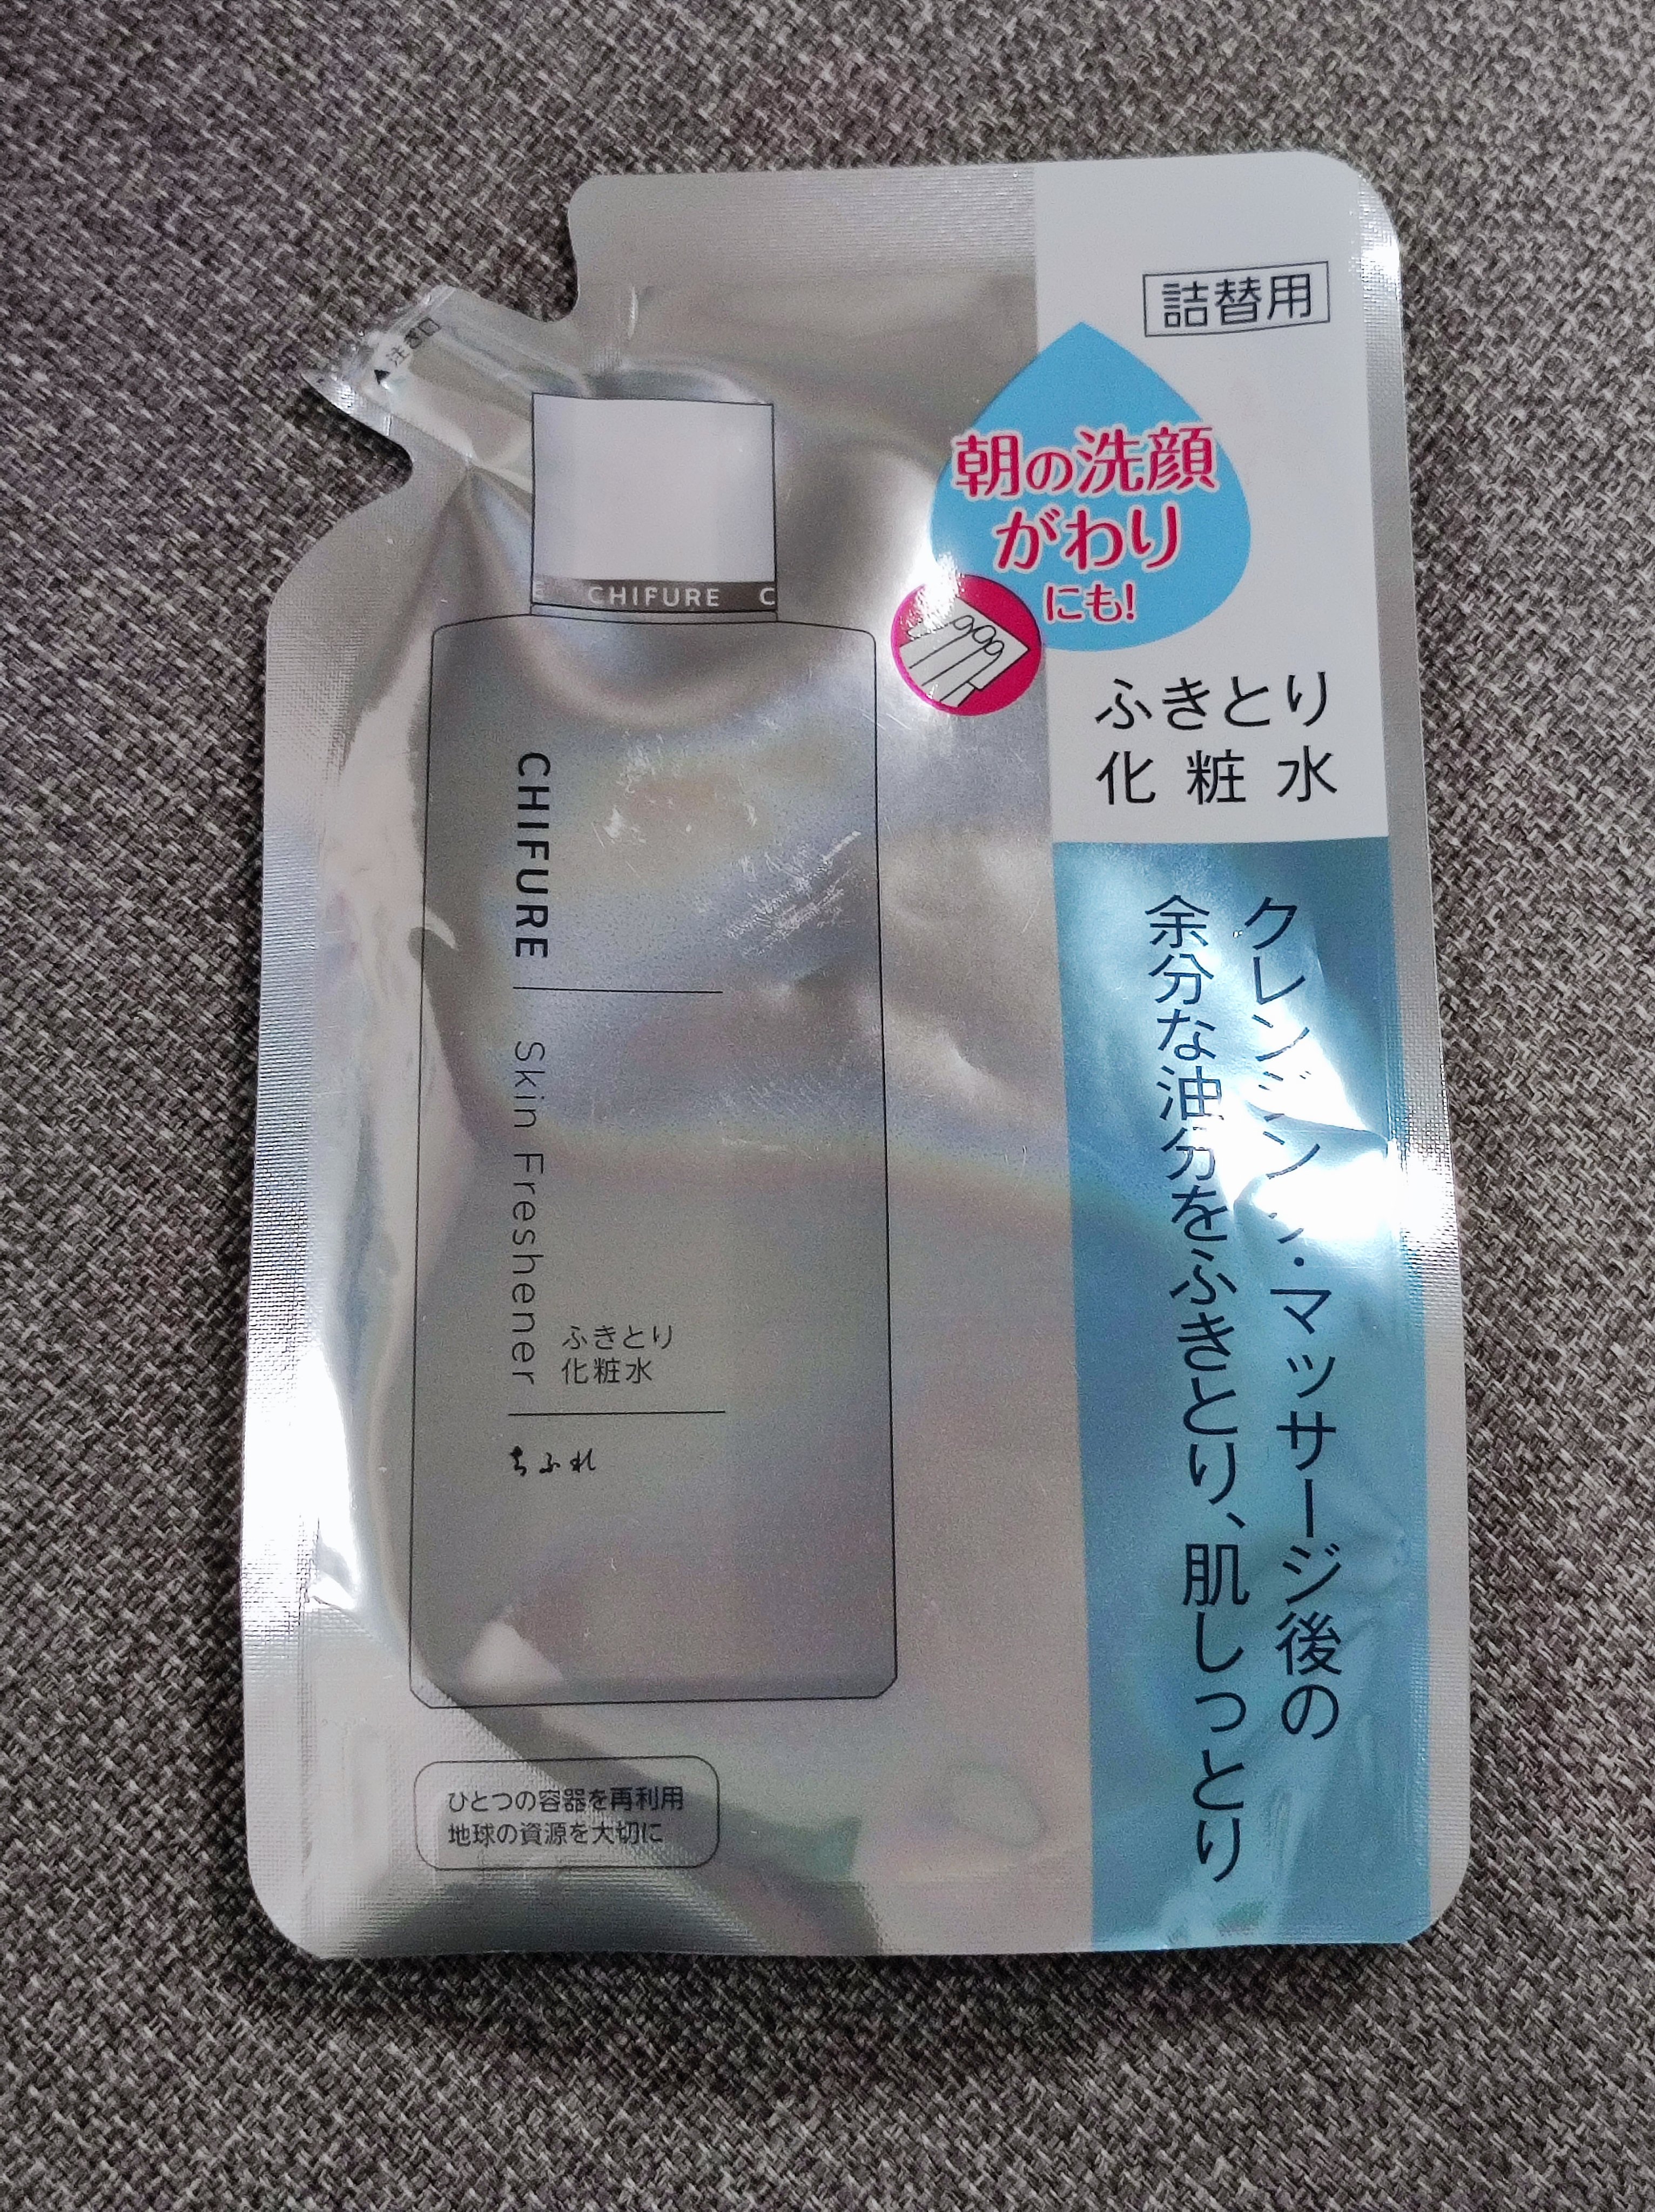 詰替用
朝の洗顔
がわり
にも!
ふきとり
化粧水
クレンジング・マッサージ後の
余分な油分をふきとり、肌しっとり
注ぎ口
CHIFURE C
CHIFURE
Skin Freshener
ふきとり
化粧水
ちふれ
ひとつの容器を再利用
地球の資源を大切に